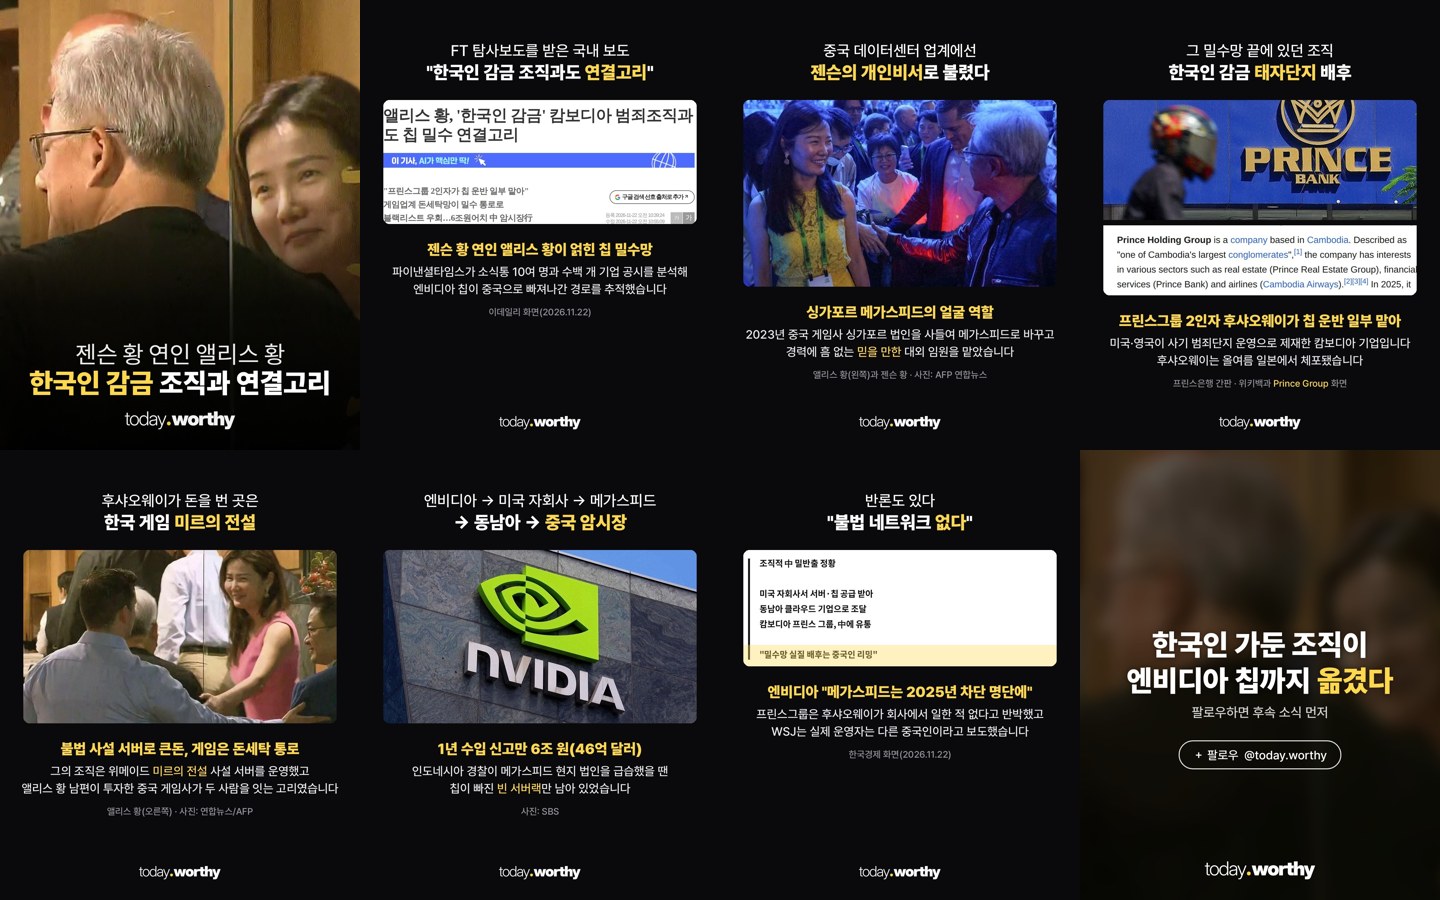 젠슨 황 연인 앨리스 황
한국인 감금 조직과 연결고리
today.worthy
FT 탐사보도를 받은 국내 보도
"한국인 감금 조직과도 연결고리"
앨리스 황, '한국인 감금' 캄보디아 범죄조직과
도 칩 밀수 연결고리
이 기사, AI가 핵심만 딱!
"프린스그룹 2인자가 칩 운반 일부 맡아"
게임업계 돈세탁망이 밀수 통로로
블랙리스트 우회…6조원어치 中 암시장行
G 구글 검색 선호 출처로 추가
가
젠슨 황 연인 앨리스 황이 얽힌 칩 밀수망
파이낸셜타임스가 소식통 10여 명과 수백 개 기업 공시를 분석해
엔비디아 칩이 중국으로 빠져나간 경로를 추적했습니다
이데일리 화면(2026.11.22)
today.worthy
중국 데이터센터 업계에선
젠슨의 개인비서로 불렸다
싱가포르 메가스피드의 얼굴 역할
2023년 중국 게임사 싱가포르 법인을 사들여 메가스피드로 바꾸고
경력에 흠 없는 믿을 만한 대외 임원을 맡았습니다
앨리스 황(왼쪽)과 젠슨 황 · 사진: AFP 연합뉴스
today.worthy
그 밀수망 끝에 있던 조직
한국인 감금 태자단지 배후
PRINCE
BANK
Prince Holding Group is a company based in Cambodia. Described as
"one of Cambodia's largest conglomerates",[1] the company has interests
in various sectors such as real estate (Prince Real Estate Group), financial
services (Prince Bank) and airlines (Cambodia Airways).[2][3][4] In 2025, it
프린스그룹 2인자 후샤오웨이가 칩 운반 일부 맡아
미국·영국이 사기 범죄단지 운영으로 제재한 캄보디아 기업입니다
후샤오웨이는 올여름 일본에서 체포됐습니다
프린스은행 간판 · 위키백과 Prince Group 화면
today.worthy
후샤오웨이가 돈을 번 곳은
한국 게임 미르의 전설
불법 사설 서버로 큰돈, 게임은 돈세탁 통로
그의 조직은 위메이드 미르의 전설 사설 서버를 운영했고
앨리스 황 남편이 투자한 중국 게임사가 두 사람을 잇는 고리였습니다
앨리스 황(오른쪽) · 사진: 연합뉴스/AFP
today.worthy
엔비디아 → 미국 자회사 → 메가스피드
→ 동남아 → 중국 암시장
NVIDIA
1년 수입 신고만 6조 원(46억 달러)
인도네시아 경찰이 메가스피드 현지 법인을 급습했을 땐
칩이 빠진 빈 서버랙만 남아 있었습니다
사진: SBS
today.worthy
반론도 있다
"불법 네트워크 없다"
조직적 中 밀반출 정황
미국 자회사서 서버·칩 공급 받아
동남아 클라우드 기업으로 조달
캄보디아 프린스 그룹, 中에 유통
"밀수망 실질 배후는 중국인 리밍"
엔비디아 "메가스피드는 2025년 차단 명단에"
프린스그룹은 후샤오웨이가 회사에서 일한 적 없다고 반박했고
WSJ는 실제 운영자는 다른 중국인이라고 보도했습니다
한국경제 화면(2026.11.22)
today.worthy
한국인 가둔 조직이
엔비디아 칩까지 옮겼다
팔로우하면 후속 소식 먼저
+ 팔로우 @today.worthy
today.worthy